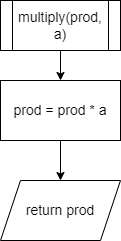 multiply(prod,
a)
prod = prod * a
return prod